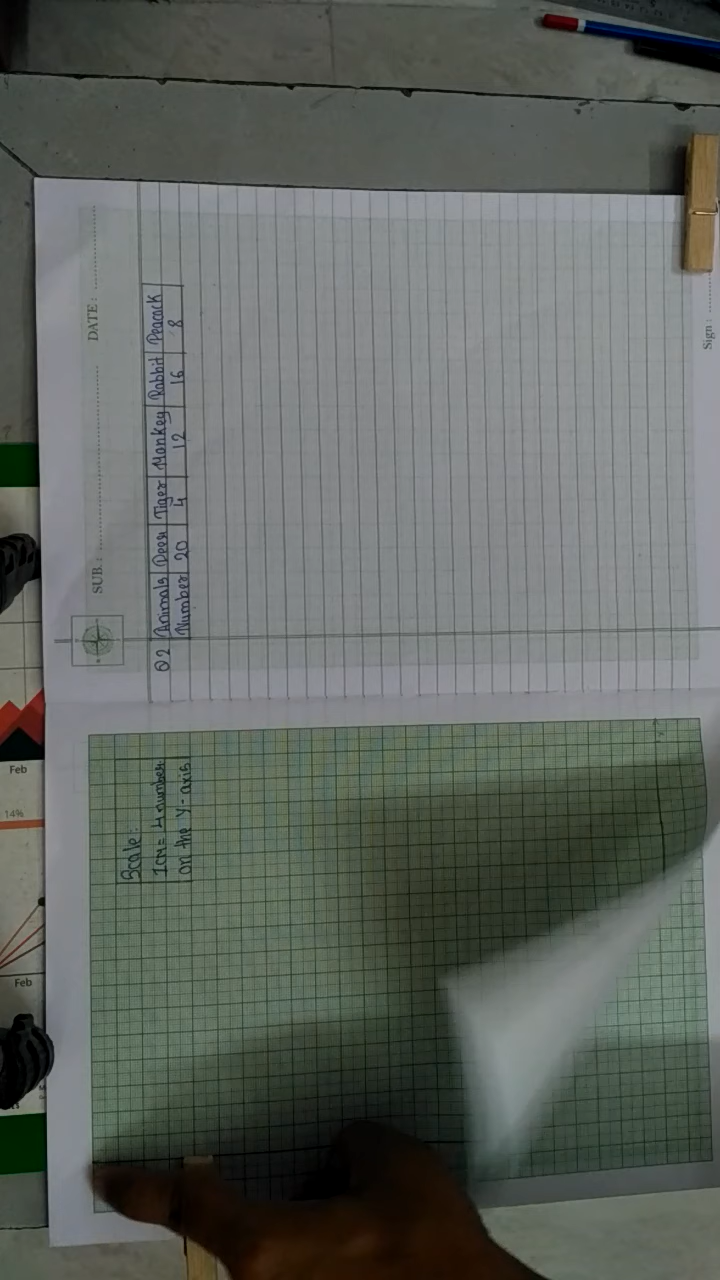 SUB. :
DATE :
Q2 Animals Deer Tiger Monkey Rabbit Peacock
Number 20 4 12 16 8
Sign :
Scale:
1cm = 4 number
on the y-axis
Feb
14%
Feb